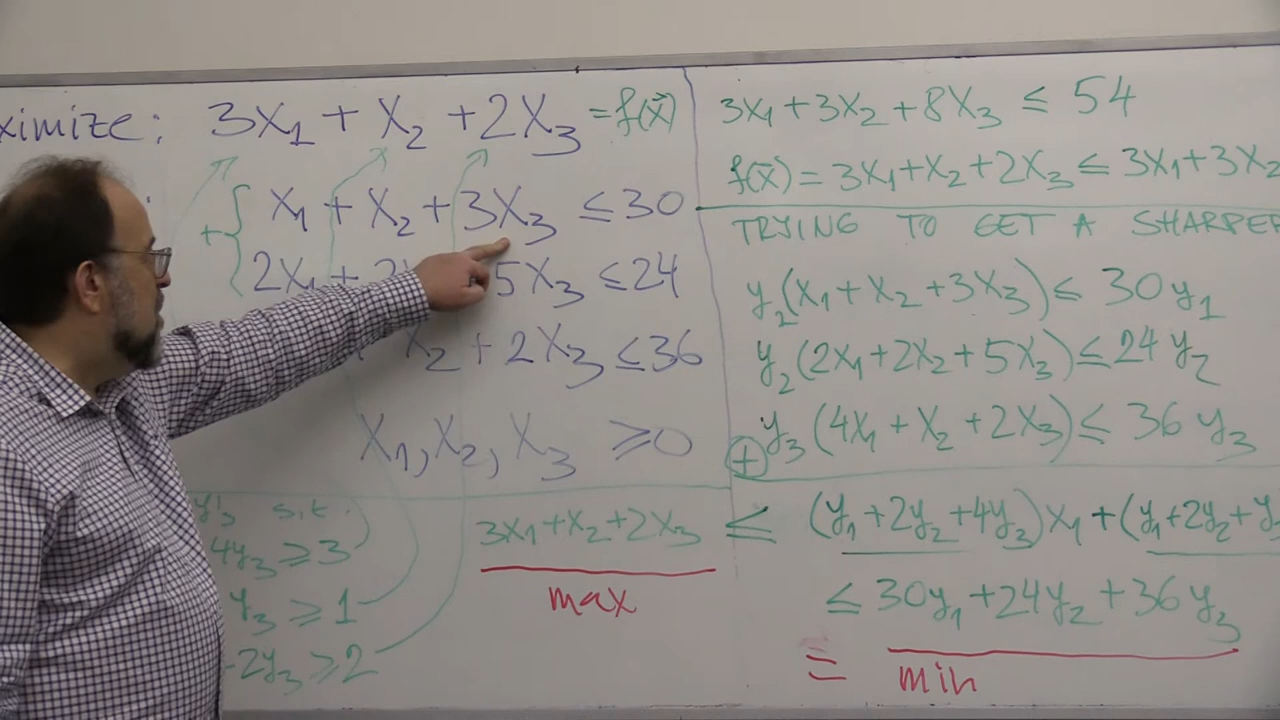 ximize: 3X₁ + X₂ + 2X₃ = f(x⃗)
+{ X₁ + X₂ + 3X₃ ≤ 30
2X₁ + 2X 5X₃ ≤ 24
X₂ + 2X₃ ≤ 36
X₁, X₂, X₃ ≥ 0
y's s.t.
4y₃ ≥ 3
y₃ ≥ 1
-2y₃ ≥ 2
3X₁ + 3X₂ + 8X₃ ≤ 54
f(x⃗) = 3X₁ + X₂ + 2X₃ ≤ 3X₁ + 3X₂
TRYING TO GET A SHARPER
y₂(X₁ + X₂ + 3X₃) ≤ 30y₁
y₂(2X₁ + 2X₂ + 5X₃) ≤ 24y₂
+ y₃(4X₁ + X₂ + 2X₃) ≤ 36y₃
3X₁ + X₂ + 2X₃ ≤ (y₁ + 2y₂ + 4y₃)X₁ + (y₁ + 2y₂ + y
max
≤ 30y₁ + 24y₂ + 36y₃
= min